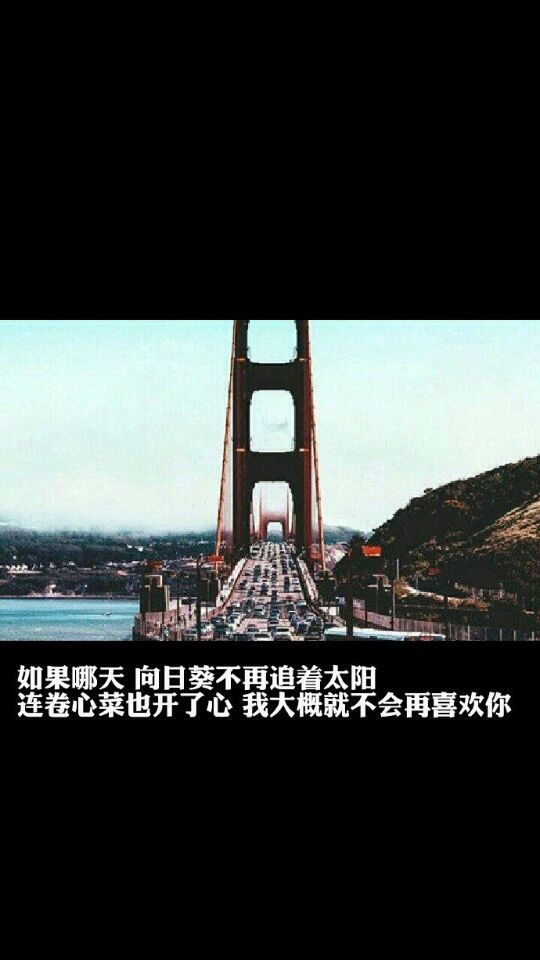 如果哪天 向日葵不再追着太阳
连卷心菜也开了心 我大概就不会再喜欢你